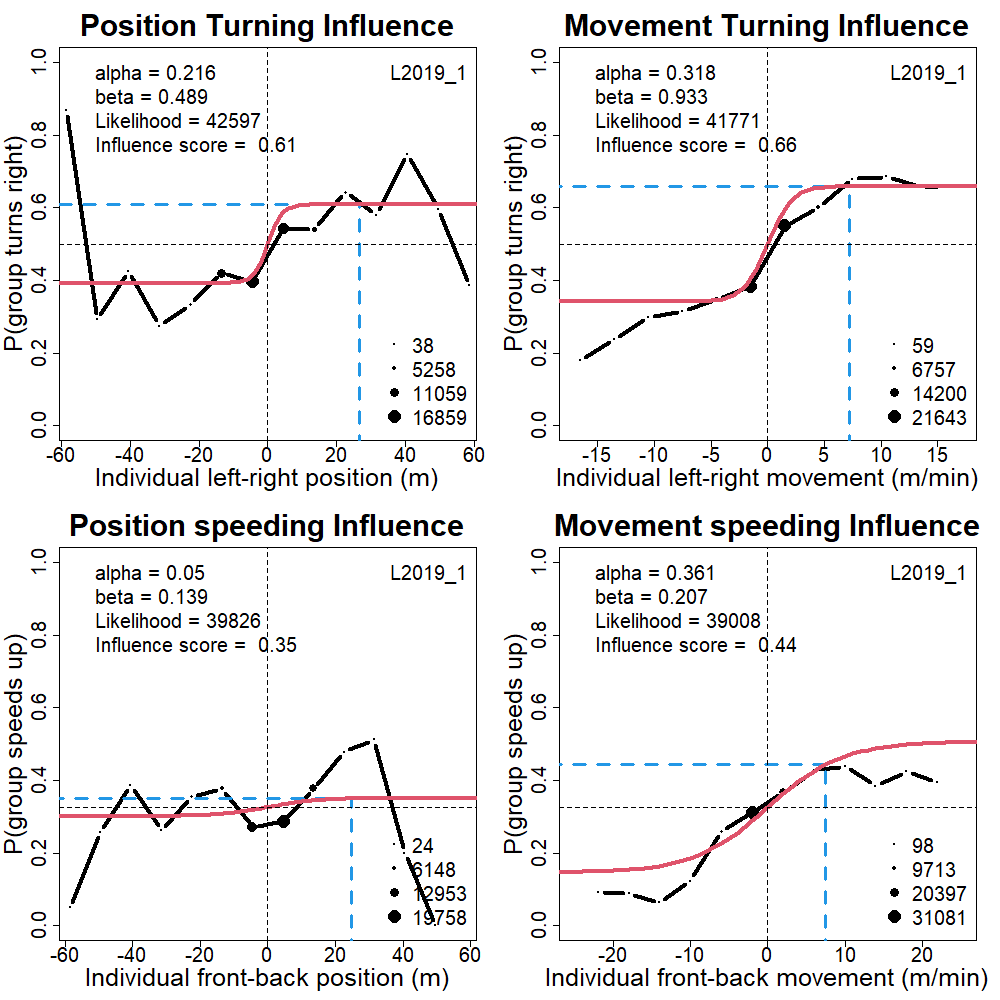 Position Turning Influence
alpha = 0.216
L2019_1
beta = 0.489
Likelihood = 42597
Influence score = 0.61
P(group turns right)
0.0 0.2 0.4 0.6 0.8 1.0
38
5258
11059
16859
-60 -40 -20 0 20 40 60
Individual left-right position (m)
Movement Turning Influence
alpha = 0.318
L2019_1
beta = 0.933
Likelihood = 41771
Influence score = 0.66
P(group turns right)
0.0 0.2 0.4 0.6 0.8 1.0
59
6757
14200
21643
-15 -10 -5 0 5 10 15
Individual left-right movement (m/min)
Position speeding Influence
alpha = 0.05
L2019_1
beta = 0.139
Likelihood = 39826
Influence score = 0.35
P(group speeds up)
0.0 0.2 0.4 0.6 0.8 1.0
24
6148
12953
19758
-60 -40 -20 0 20 40 60
Individual front-back position (m)
Movement speeding Influence
alpha = 0.361
L2019_1
beta = 0.207
Likelihood = 39008
Influence score = 0.44
P(group speeds up)
0.0 0.2 0.4 0.6 0.8 1.0
98
9713
20397
31081
-20 -10 0 10 20
Individual front-back movement (m/min)